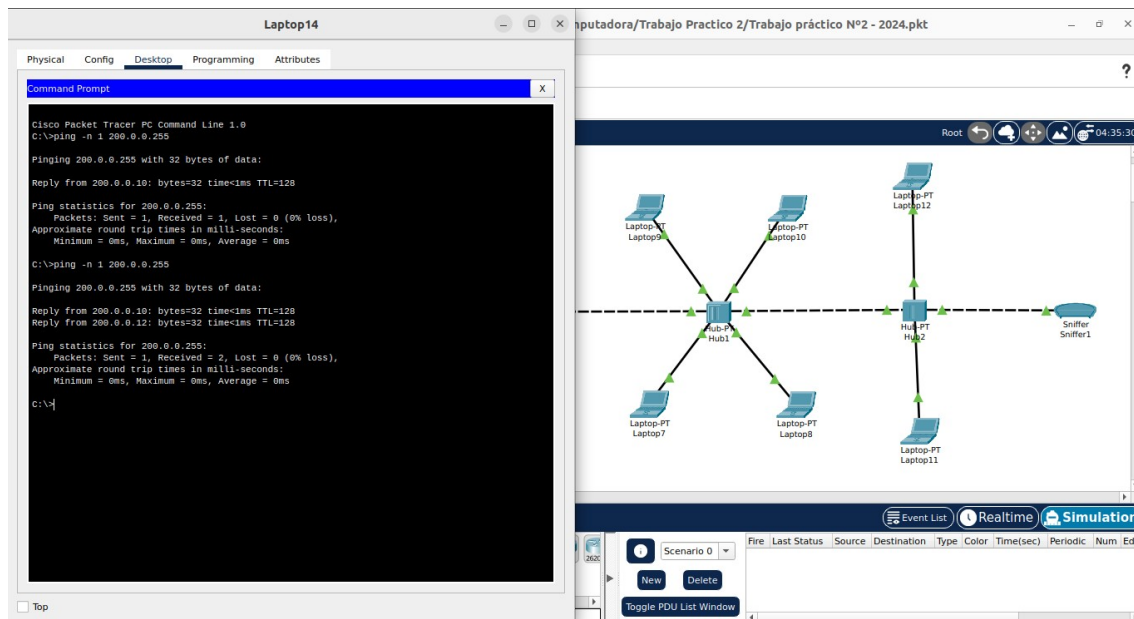 Laptop14
Physical Config Desktop Programming Attributes
Command Prompt
X
Cisco Packet Tracer PC Command Line 1.0
C:\>ping -n 1 200.0.0.255
Pinging 200.0.0.255 with 32 bytes of data:
Reply from 200.0.0.10: bytes=32 time<1ms TTL=128
Ping statistics for 200.0.0.255:
Packets: Sent = 1, Received = 1, Lost = 0 (0% loss),
Approximate round trip times in milli-seconds:
Minimum = 0ms, Maximum = 0ms, Average = 0ms
C:\>ping -n 1 200.0.0.255
Pinging 200.0.0.255 with 32 bytes of data:
Reply from 200.0.0.10: bytes=32 time<1ms TTL=128
Reply from 200.0.0.12: bytes=32 time<1ms TTL=128
Ping statistics for 200.0.0.255:
Packets: Sent = 1, Received = 2, Lost = 0 (0% loss),
Approximate round trip times in milli-seconds:
Minimum = 0ms, Maximum = 0ms, Average = 0ms
C:\>
Top
nputadora/Trabajo Practico 2/Trabajo práctico Nº2 - 2024.pkt
?
Root
04:35:30
Laptop-PT
Laptop12
Laptop-PT
Laptop9
Laptop-PT
Laptop10
Hub-PT
Hub1
Hub-PT
Hub2
Sniffer
Sniffer1
Laptop-PT
Laptop7
Laptop-PT
Laptop8
Laptop-PT
Laptop11
Event List
Realtime
Simulation
Scenario 0
New
Delete
Toggle PDU List Window
Fire Last Status Source Destination Type Color Time(sec) Periodic Num Ed